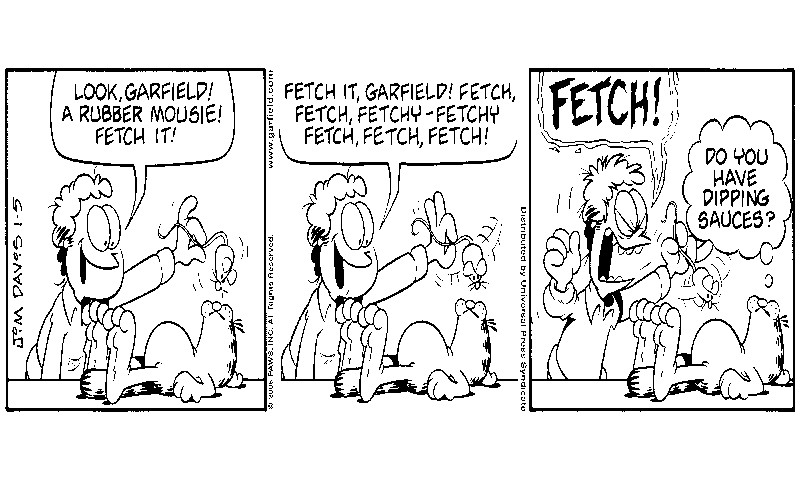 LOOK, GARFIELD!
A RUBBER MOUSIE!
FETCH IT!
JIM DAVIS 1-5
www.garfield.com
© 2006 PAWS, INC. All Rights Reserved.
FETCH IT, GARFIELD! FETCH,
FETCH, FETCHY-FETCHY
FETCH, FETCH, FETCH!
Distributed by Universal Press Syndicate
FETCH!
DO YOU
HAVE
DIPPING
SAUCES?